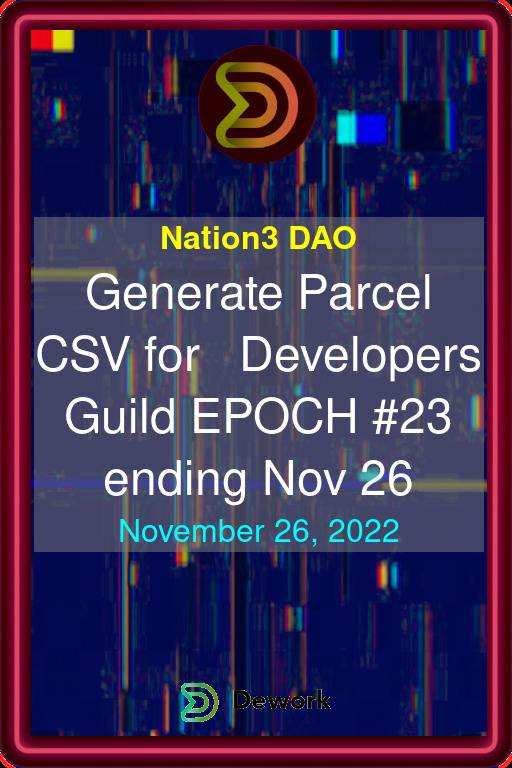 Nation3 DAO
Generate Parcel
CSV for   Developers
Guild EPOCH #23
ending Nov 26
November 26, 2022
Dework